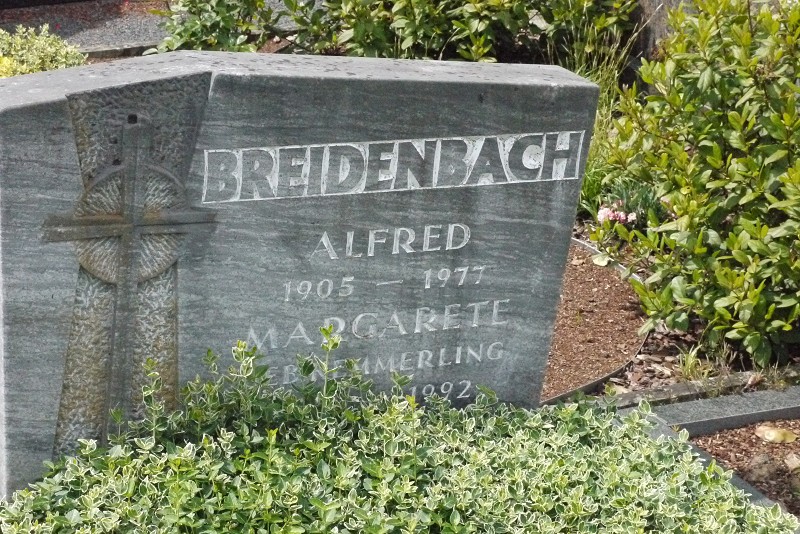 BREIDENBACH
ALFRED
1905 — 1977
MARGARETE
1992